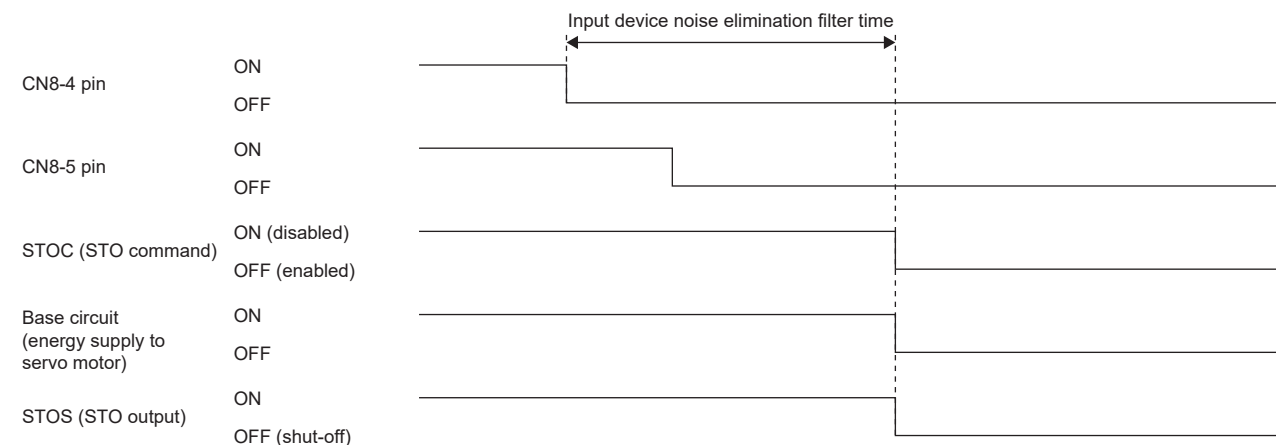 Input device noise elimination filter time
CN8-4 pin
ON
OFF
CN8-5 pin
ON
OFF
STOC (STO command)
ON (disabled)
OFF (enabled)
Base circuit
(energy supply to
servo motor)
ON
OFF
STOS (STO output)
ON
OFF (shut-off)